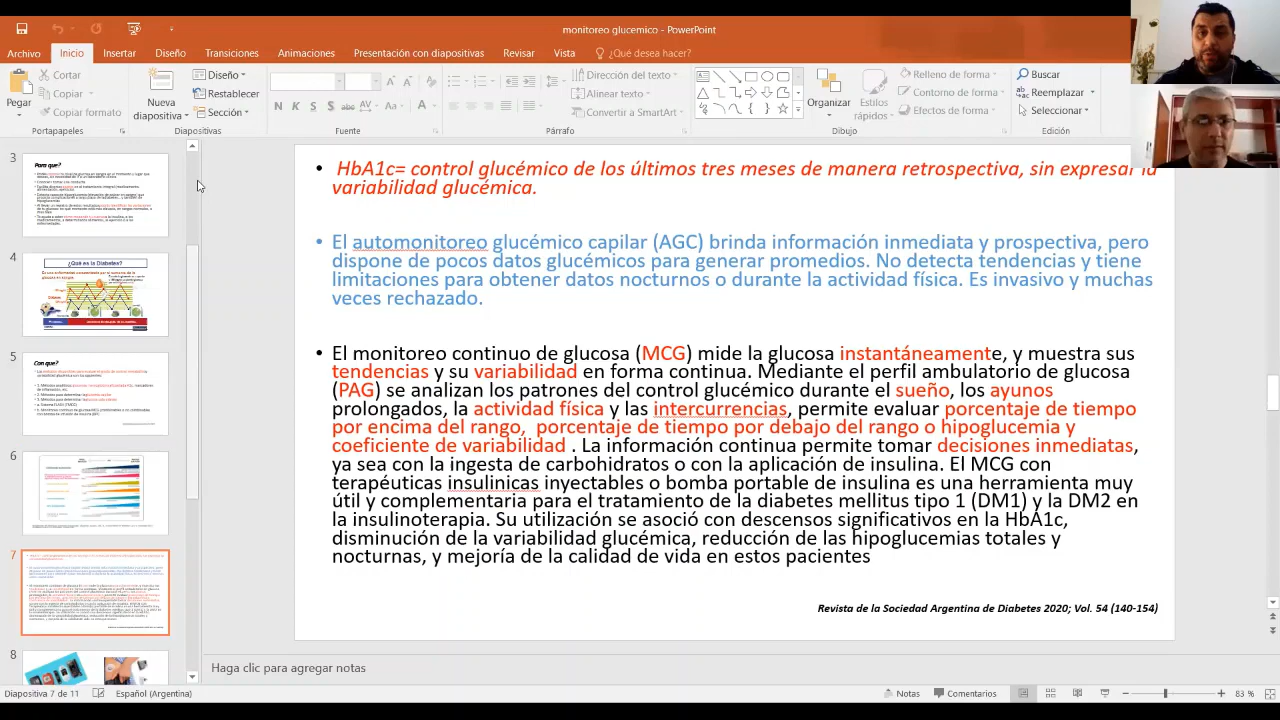 monitoreo glucemico - PowerPoint
Archivo Inicio Insertar Diseño Transiciones Animaciones Presentación con diapositivas Revisar Vista ¿Qué desea hacer?
Pegar
Cortar
Copiar
Copiar formato
Portapapeles
Nueva
diapositiva
Diseño
Restablecer
Sección
Diapositivas
N K S S abc AV Aa A
Fuente
Dirección del texto
Alinear texto
Convertir a SmartArt
Párrafo
Organizar
Estilos
rápidos
Relleno de forma
Contorno de forma
Efectos de forma
Dibujo
Buscar
Reemplazar
Seleccionar
Edición
3
Para que?
4
¿Qué es la Diabetes?
5
Con que?
6
7
8
• HbA1c= control glucémico de los últimos tres meses de manera retrospectiva, sin expresar la
variabilidad glucémica.
• El automonitoreo glucémico capilar (AGC) brinda información inmediata y prospectiva, pero
dispone de pocos datos glucémicos para generar promedios. No detecta tendencias y tiene
limitaciones para obtener datos nocturnos o durante la actividad física. Es invasivo y muchas
veces rechazado.
• El monitoreo continuo de glucosa (MCG) mide la glucosa instantáneamente, y muestra sus
tendencias y su variabilidad en forma continua. Mediante el perfil ambulatorio de glucosa
(PAG) se analizan los patrones del control glucémico durante el sueño, los ayunos
prolongados, la actividad física y las intercurrencias, permite evaluar porcentaje de tiempo
por encima del rango, porcentaje de tiempo por debajo del rango o hipoglucemia y
coeficiente de variabilidad . La información continua permite tomar decisiones inmediatas,
ya sea con la ingesta de carbohidratos o con la aplicación de insulina. El MCG con
terapéuticas insulínicas inyectables o bomba portable de insulina es una herramienta muy
útil y complementaria para el tratamiento de la diabetes mellitus tipo 1 (DM1) y la DM2 en
la insulinoterapia. Su utilización se asoció con descensos significativos en la HbA1c,
disminución de la variabilidad glucémica, reducción de las hipoglucemias totales y
nocturnas, y mejora de la calidad de vida en los pacientes
Revista de la Sociedad Argentina de Diabetes 2020; Vol. 54 (140-154)
Haga clic para agregar notas
Diapositiva 7 de 11 Español (Argentina) Notas Comentarios 83 %